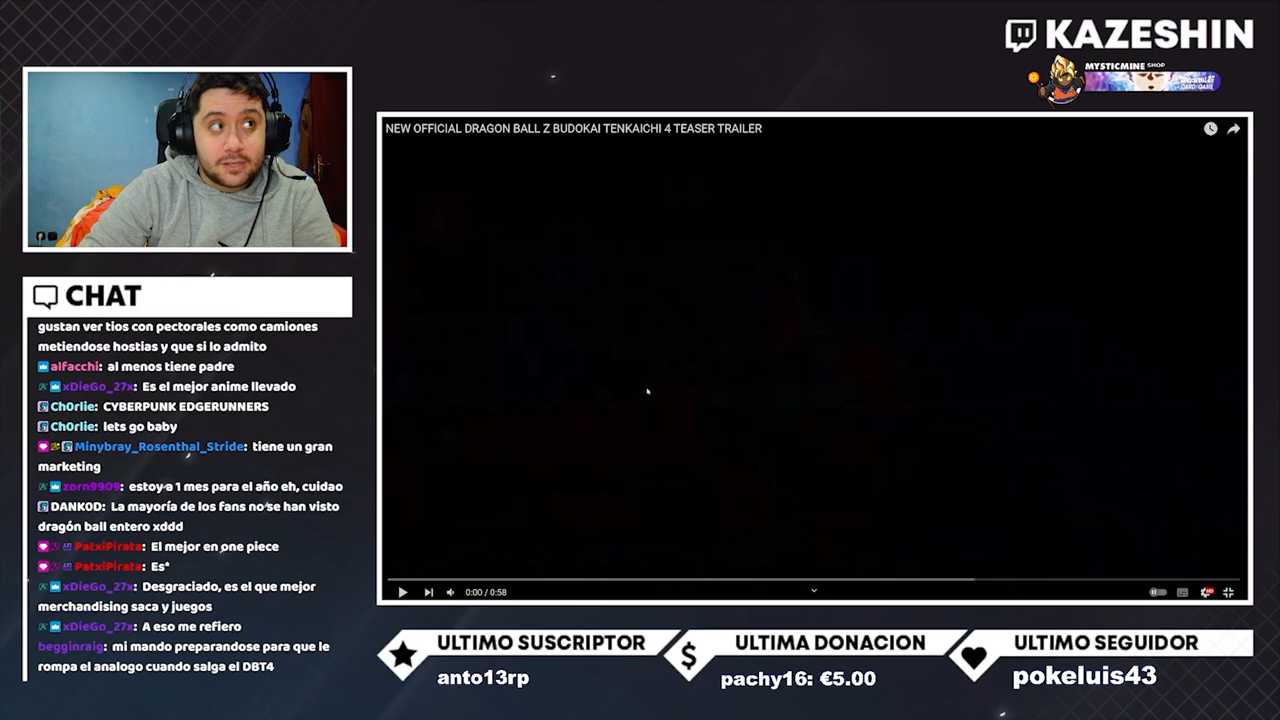 KAZESHIN
MYSTICMINE SHOP
NEW OFFICIAL DRAGON BALL Z BUDOKAI TENKAICHI 4 TEASER TRAILER
CHAT
gustan ver tios con pectorales como camiones
metiendose hostias y que si lo admito
alfacchi: al menos tiene padre
xDieGo_27x: Es el mejor anime llevado
Ch0rlie: CYBERPUNK EDGERUNNERS
Ch0rlie: lets go baby
Minybray_Rosenthal_Stride: tiene un gran
marketing
zorn9909: estoy a 1 mes para el año eh, cuidao
DANK0D: La mayoría de los fans no se han visto
dragón ball entero xddd
PatxiPirata: El mejor en one piece
PatxiPirata: Es*
xDieGo_27x: Desgraciado, es el que mejor
merchandising saca y juegos
xDieGo_27x: A eso me refiero
begginraig: mi mando preparandose para que le
rompa el analogo cuando salga el DBT4
0:00 / 0:58
ULTIMO SUSCRIPTOR
anto13rp
ULTIMA DONACION
pachy16: €5.00
ULTIMO SEGUIDOR
pokeluis43